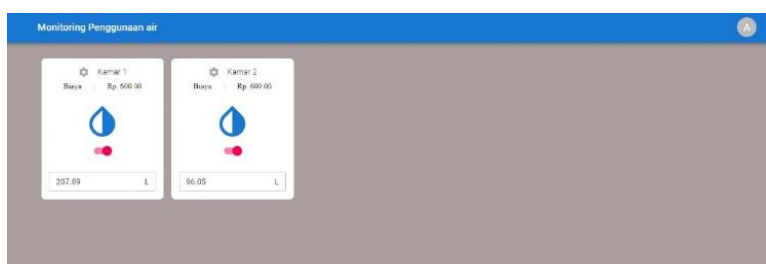 Monitoring Penggunaan air
A
Kamar 1
Biaya : Rp. 600.00
207.89 L
Kamar 2
Biaya : Rp. 600.00
96.05 L